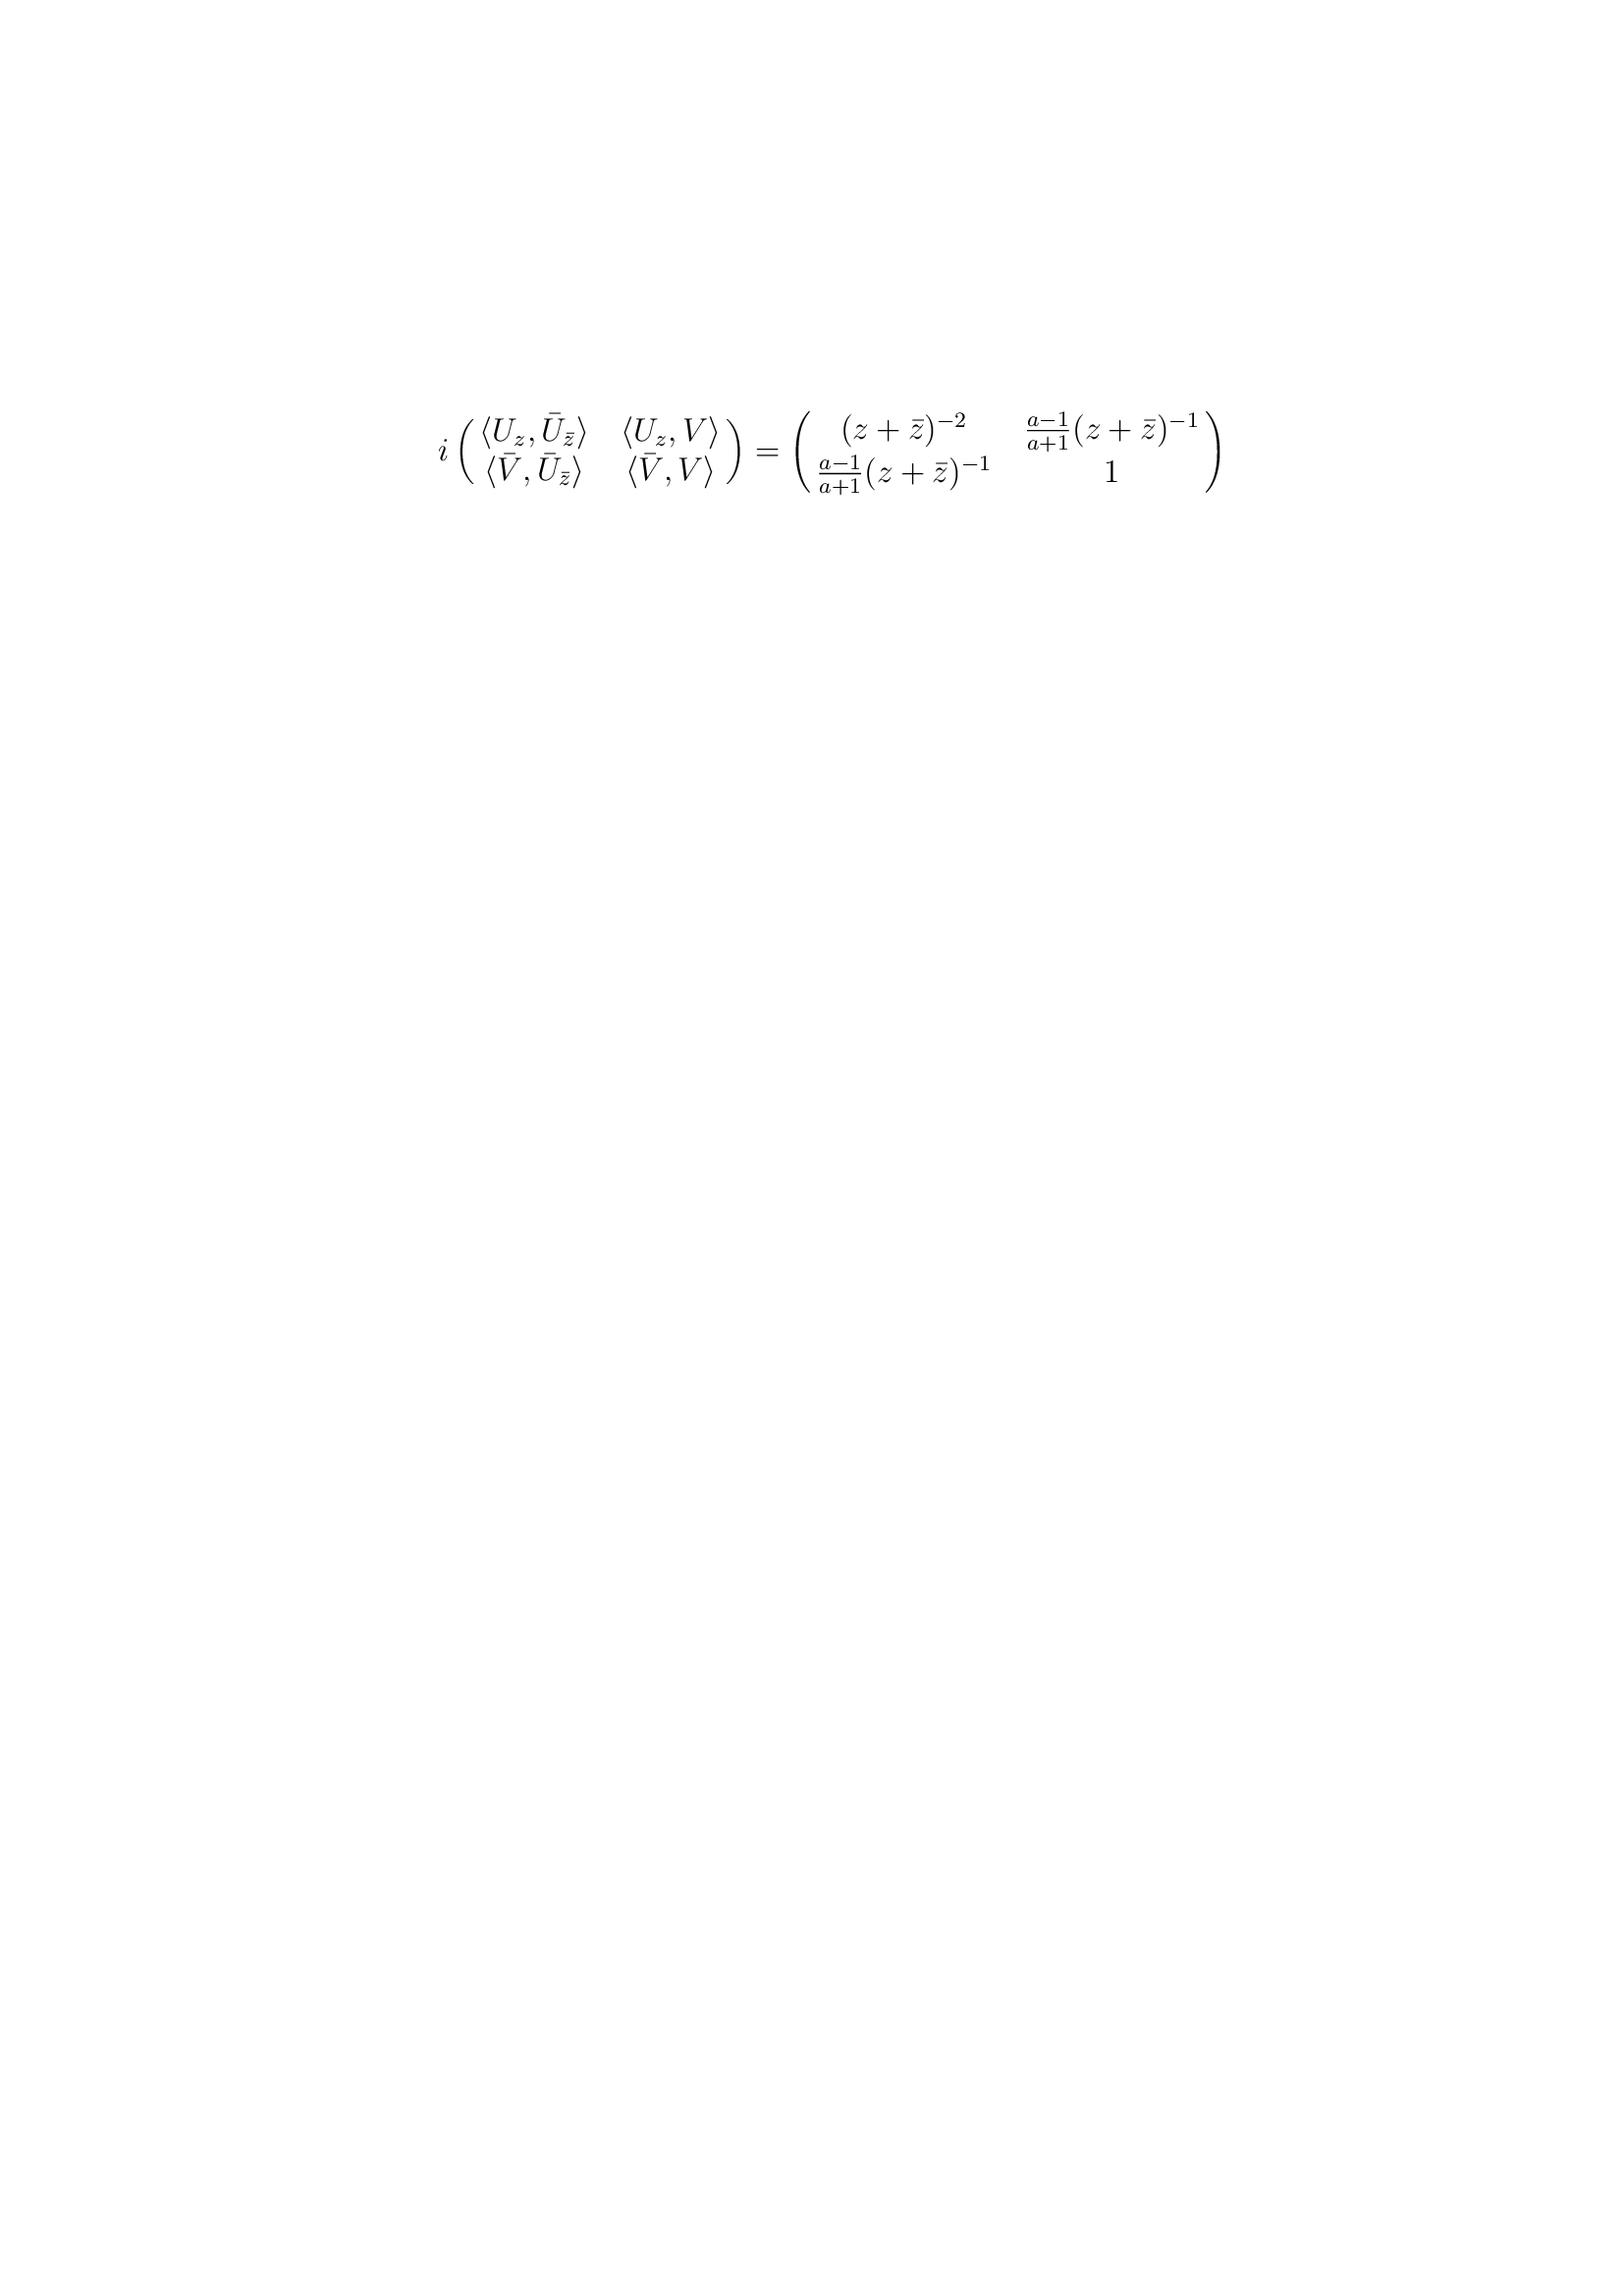 $i \begin{pmatrix} \langle U_z, \bar{U}_{\bar{z}} \rangle & \langle U_z, V \rangle \\ \langle \bar{V}, \bar{U}_{\bar{z}} \rangle & \langle \bar{V}, V \rangle \end{pmatrix} = \begin{pmatrix} (z + \bar{z})^{-2} & \frac{a-1}{a+1}(z + \bar{z})^{-1} \\ \frac{a-1}{a+1}(z + \bar{z})^{-1} & 1 \end{pmatrix}$